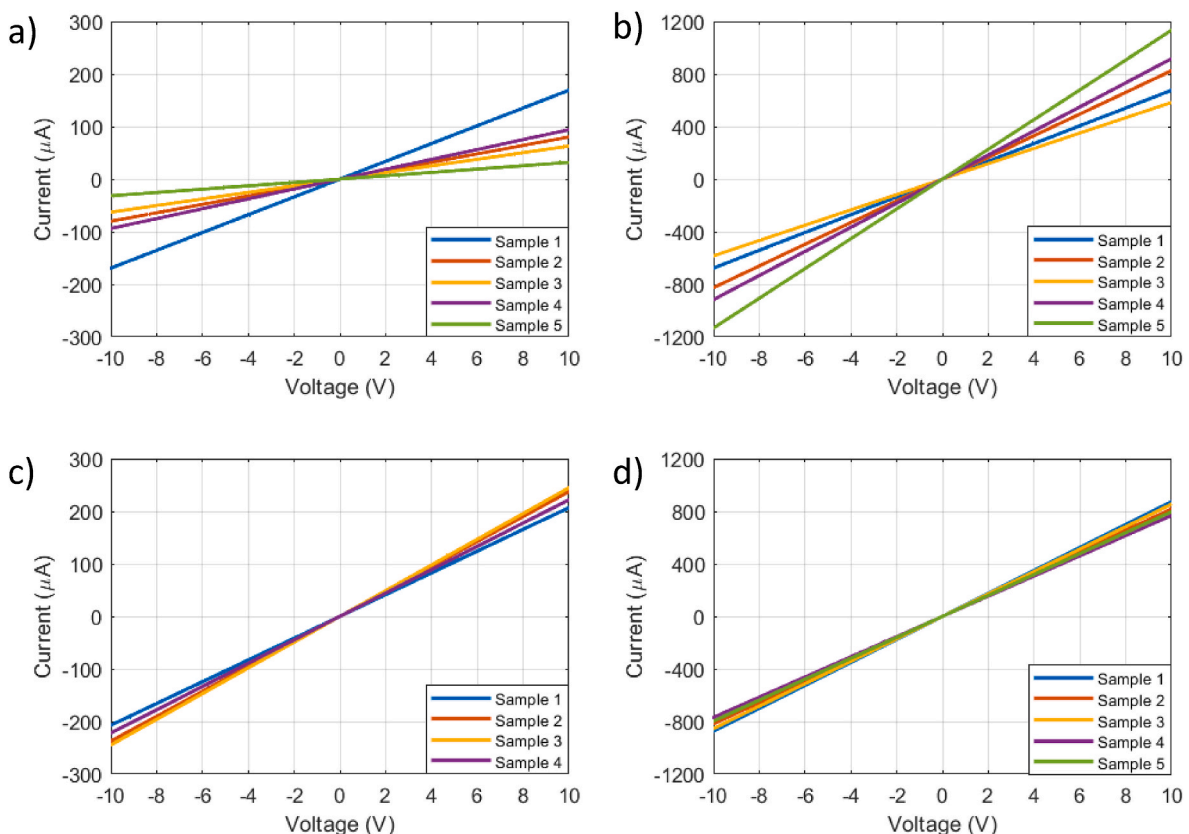 a)
300
200
100
0
-100
-200
-300
Current (μA)
-10 -8 -6 -4 -2 0 2 4 6 8 10
Voltage (V)
Sample 1
Sample 2
Sample 3
Sample 4
Sample 5
b)
1200
800
400
0
-400
-800
-1200
Current (μA)
-10 -8 -6 -4 -2 0 2 4 6 8 10
Voltage (V)
Sample 1
Sample 2
Sample 3
Sample 4
Sample 5
c)
300
200
100
0
-100
-200
-300
Current (μA)
-10 -8 -6 -4 -2 0 2 4 6 8 10
Voltage (V)
Sample 1
Sample 2
Sample 3
Sample 4
d)
1200
800
400
0
-400
-800
-1200
Current (μA)
-10 -8 -6 -4 -2 0 2 4 6 8 10
Voltage (V)
Sample 1
Sample 2
Sample 3
Sample 4
Sample 5